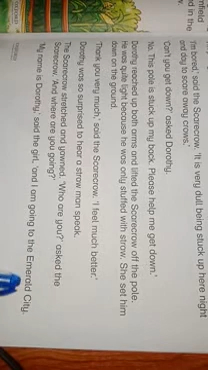 nfield
d in the
'I'm bored,' said the Scarecrow. 'It is very dull being stuck up here night
and day to scare away crows.'
'Can't you get down?' asked Dorothy.
'No. This pole is stuck up my back. Please help me get down.'
Dorothy reached up both arms and lifted the Scarecrow off the pole.
He was quite light because he was only stuffed with straw. She set him
down on the ground.
'Thank you very much,' said the Scarecrow. 'I feel much better.'
Dorothy was so surprised to hear a straw man speak.
The Scarecrow stretched and yawned. 'Who are you?' asked the
Scarecrow. 'And where are you going?'
'My name is Dorothy,' said the girl, 'and I am going to the Emerald City.